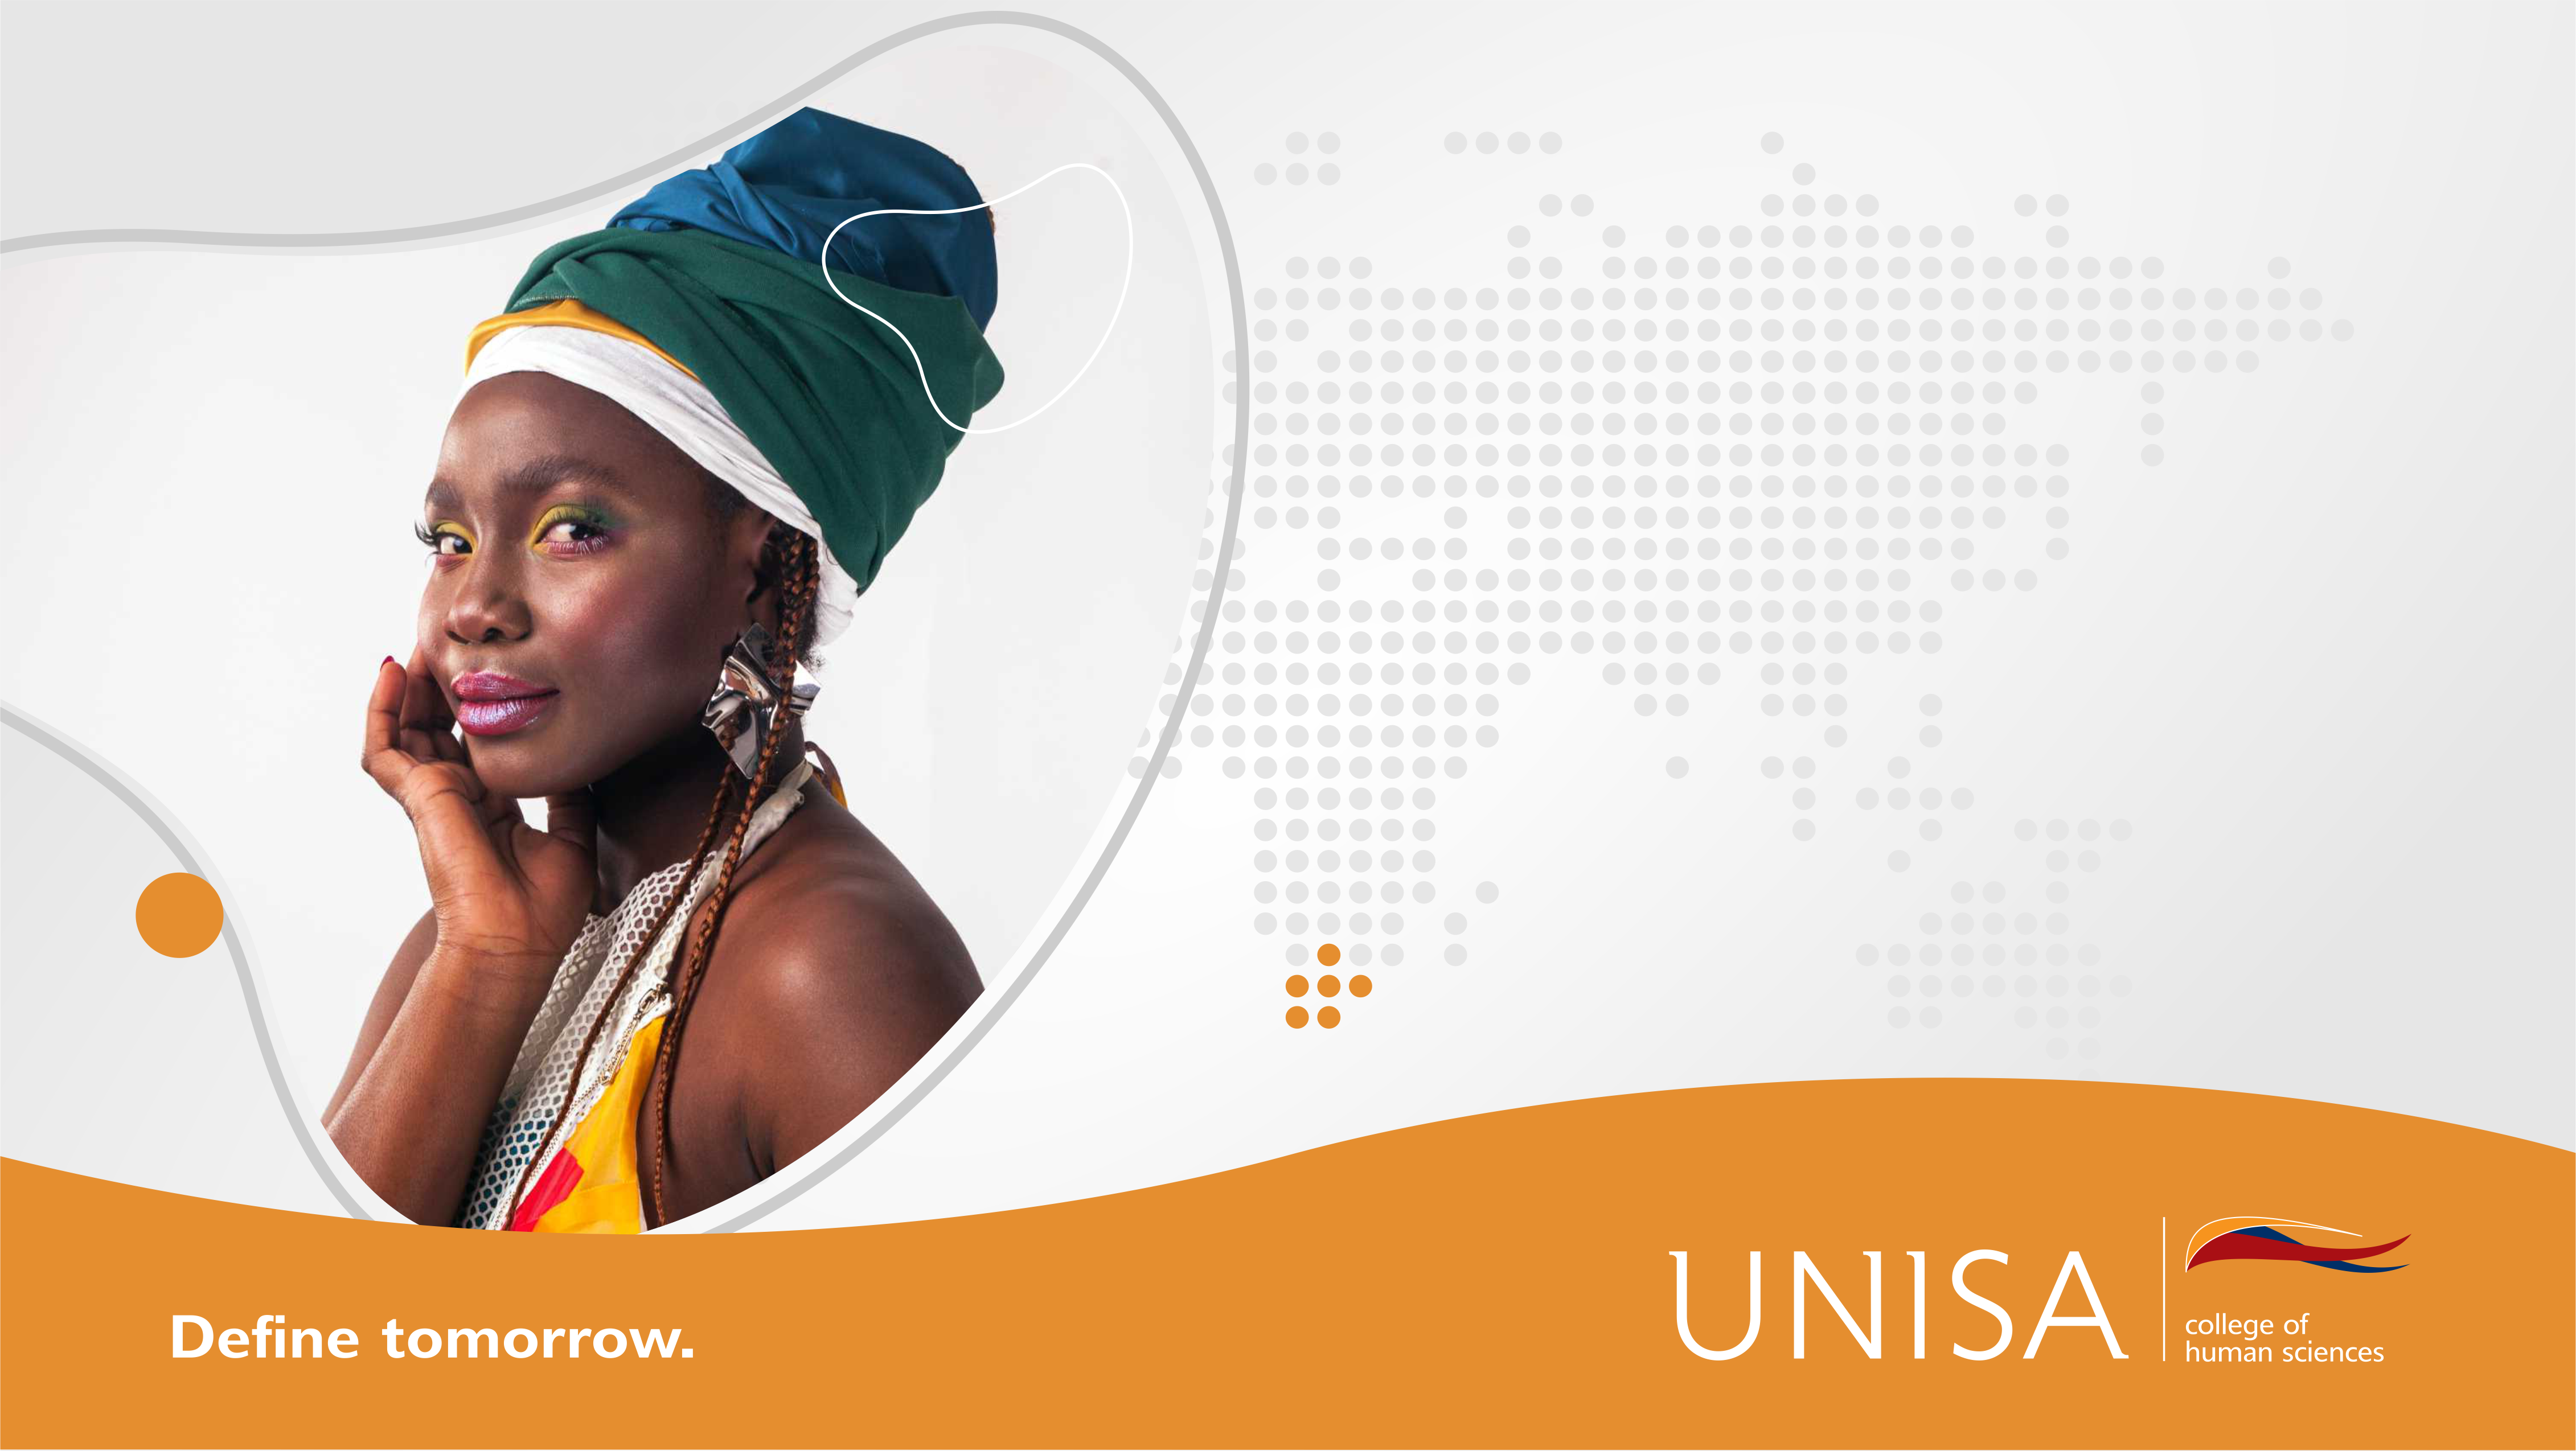 Define tomorrow.
UNISA
college of
human sciences